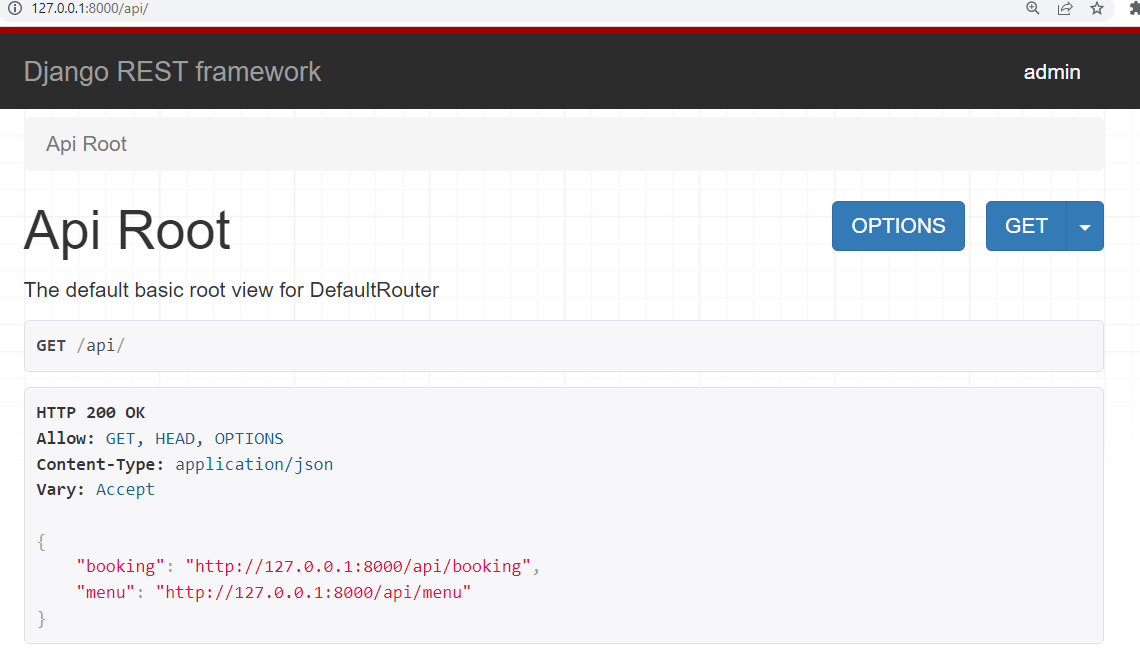 127.0.0.1:8000/api/
Django REST framework admin
Api Root
Api Root OPTIONS GET
The default basic root view for DefaultRouter
GET /api/
HTTP 200 OK
Allow: GET, HEAD, OPTIONS
Content-Type: application/json
Vary: Accept
{
"booking": "http://127.0.0.1:8000/api/booking",
"menu": "http://127.0.0.1:8000/api/menu"
}